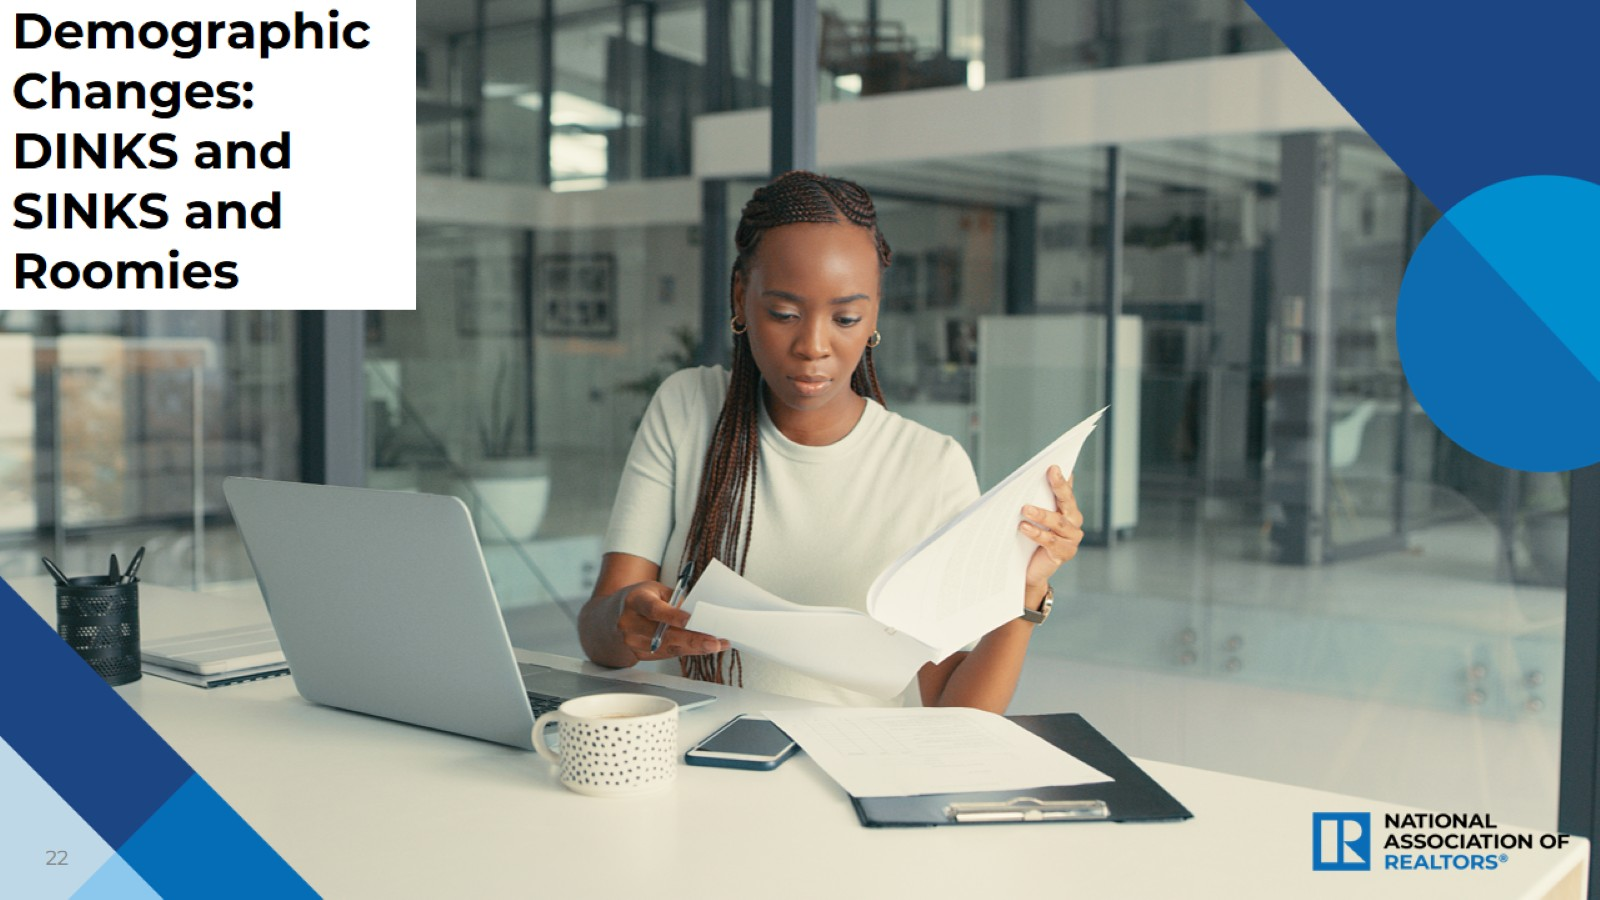 Demographic
Changes:
DINKS and
SINKS and
Roomies
22
NATIONAL
ASSOCIATION OF
REALTORS®